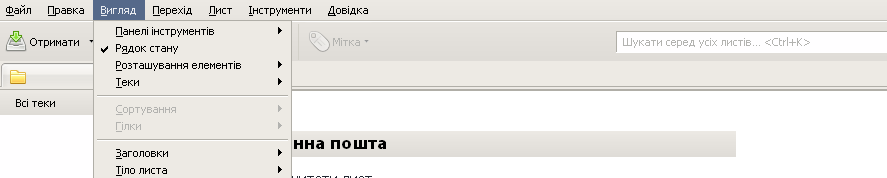 Файл Правка Вигляд Перехід Лист Інструменти Довідка
Отримати Мітка Шукати серед усіх листів... <Ctrl+K>
Панелі інструментів
Рядок стану
Розташування елементів
Теки
Всі теки
Сортування
Гілки
нна пошта
Заголовки
Тіло листа